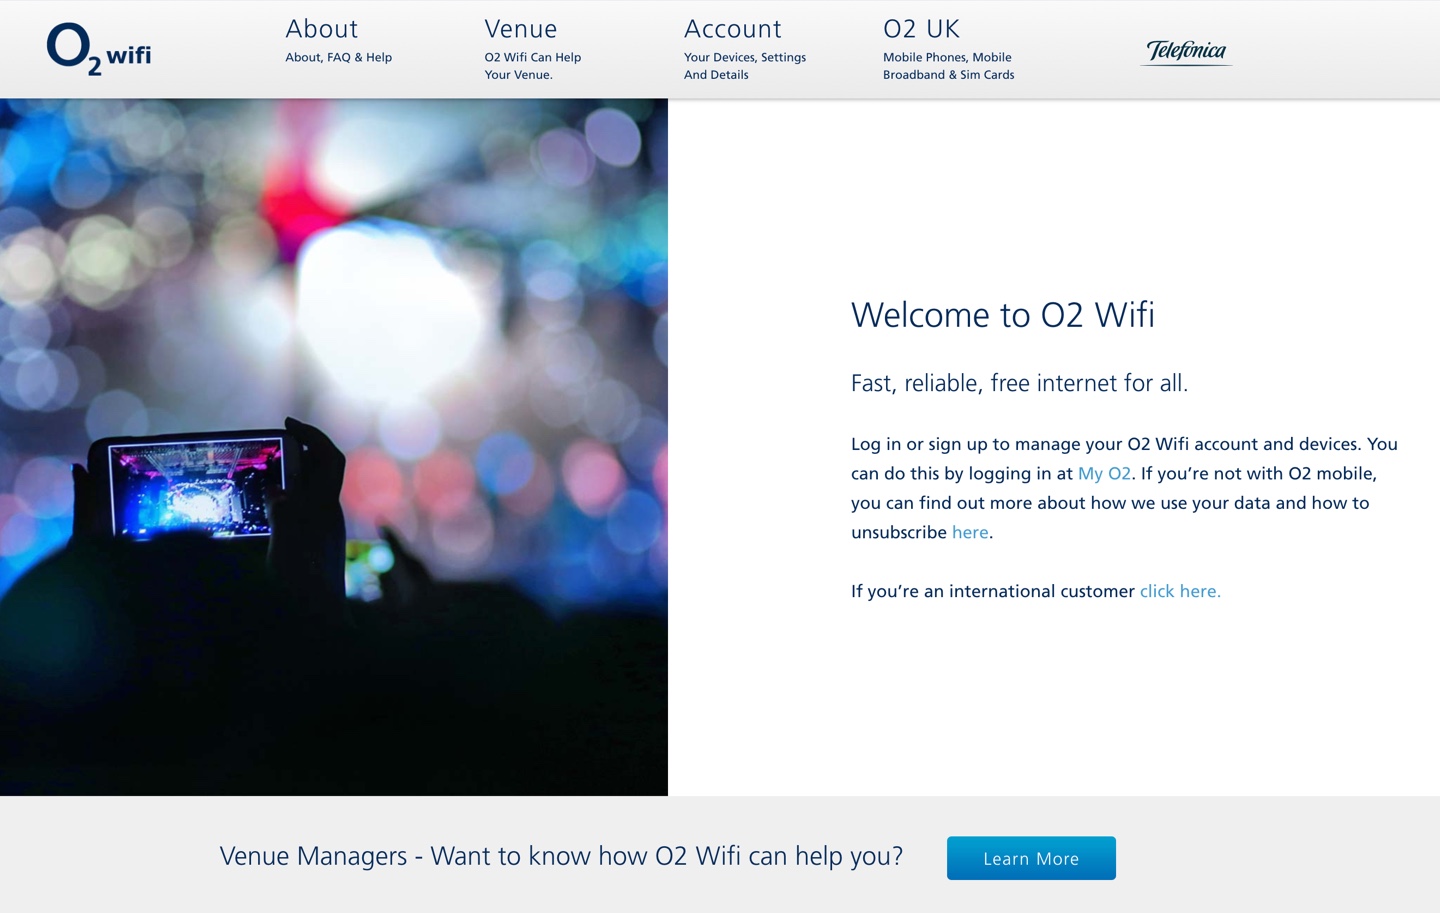 O2 wifi
About
About, FAQ & Help
Venue
O2 Wifi Can Help
Your Venue.
Account
Your Devices, Settings
And Details
O2 UK
Mobile Phones, Mobile
Broadband & Sim Cards
Telefónica
Welcome to O2 Wifi
Fast, reliable, free internet for all.
Log in or sign up to manage your O2 Wifi account and devices. You
can do this by logging in at My O2. If you’re not with O2 mobile,
you can find out more about how we use your data and how to
unsubscribe here.
If you’re an international customer click here.
Venue Managers - Want to know how O2 Wifi can help you?
Learn More